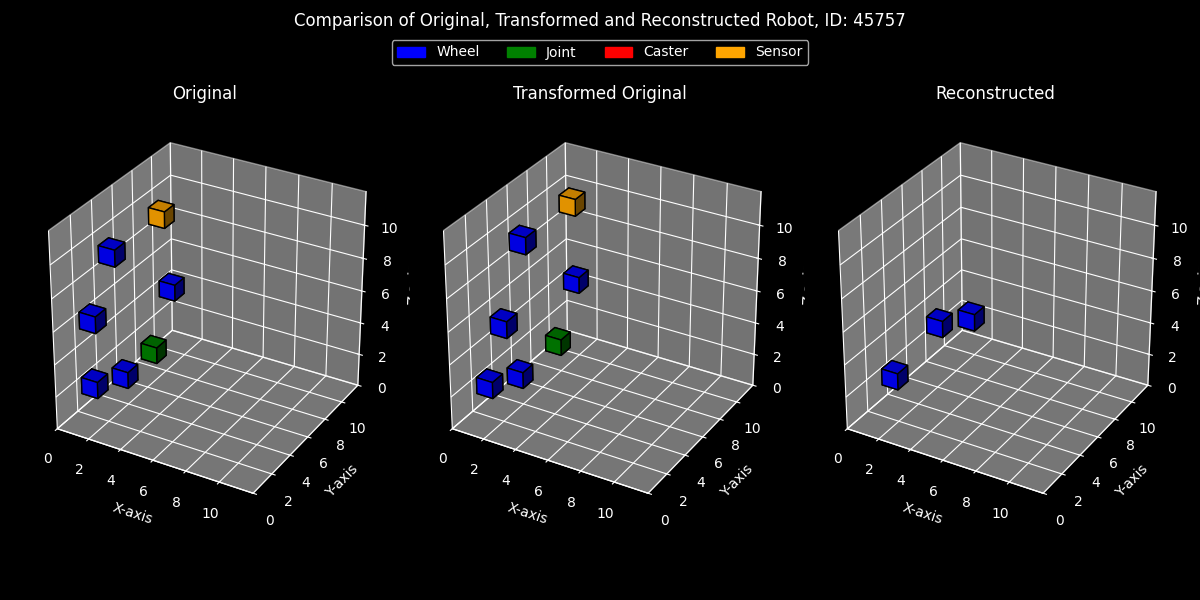 Comparison of Original, Transformed and Reconstructed Robot, ID: 45757
Wheel Joint Caster Sensor
Original Transformed Original Reconstructed
10 10 10
8 8 8
6 6 6
4 4 4
2 2 2
0 0 0
0 2 4 6 8 10 0 2 4 6 8 10 0 2 4 6 8 10
0 2 4 6 8 10 0 2 4 6 8 10 0 2 4 6 8 10
X-axis Y-axis X-axis Y-axis X-axis Y-axis